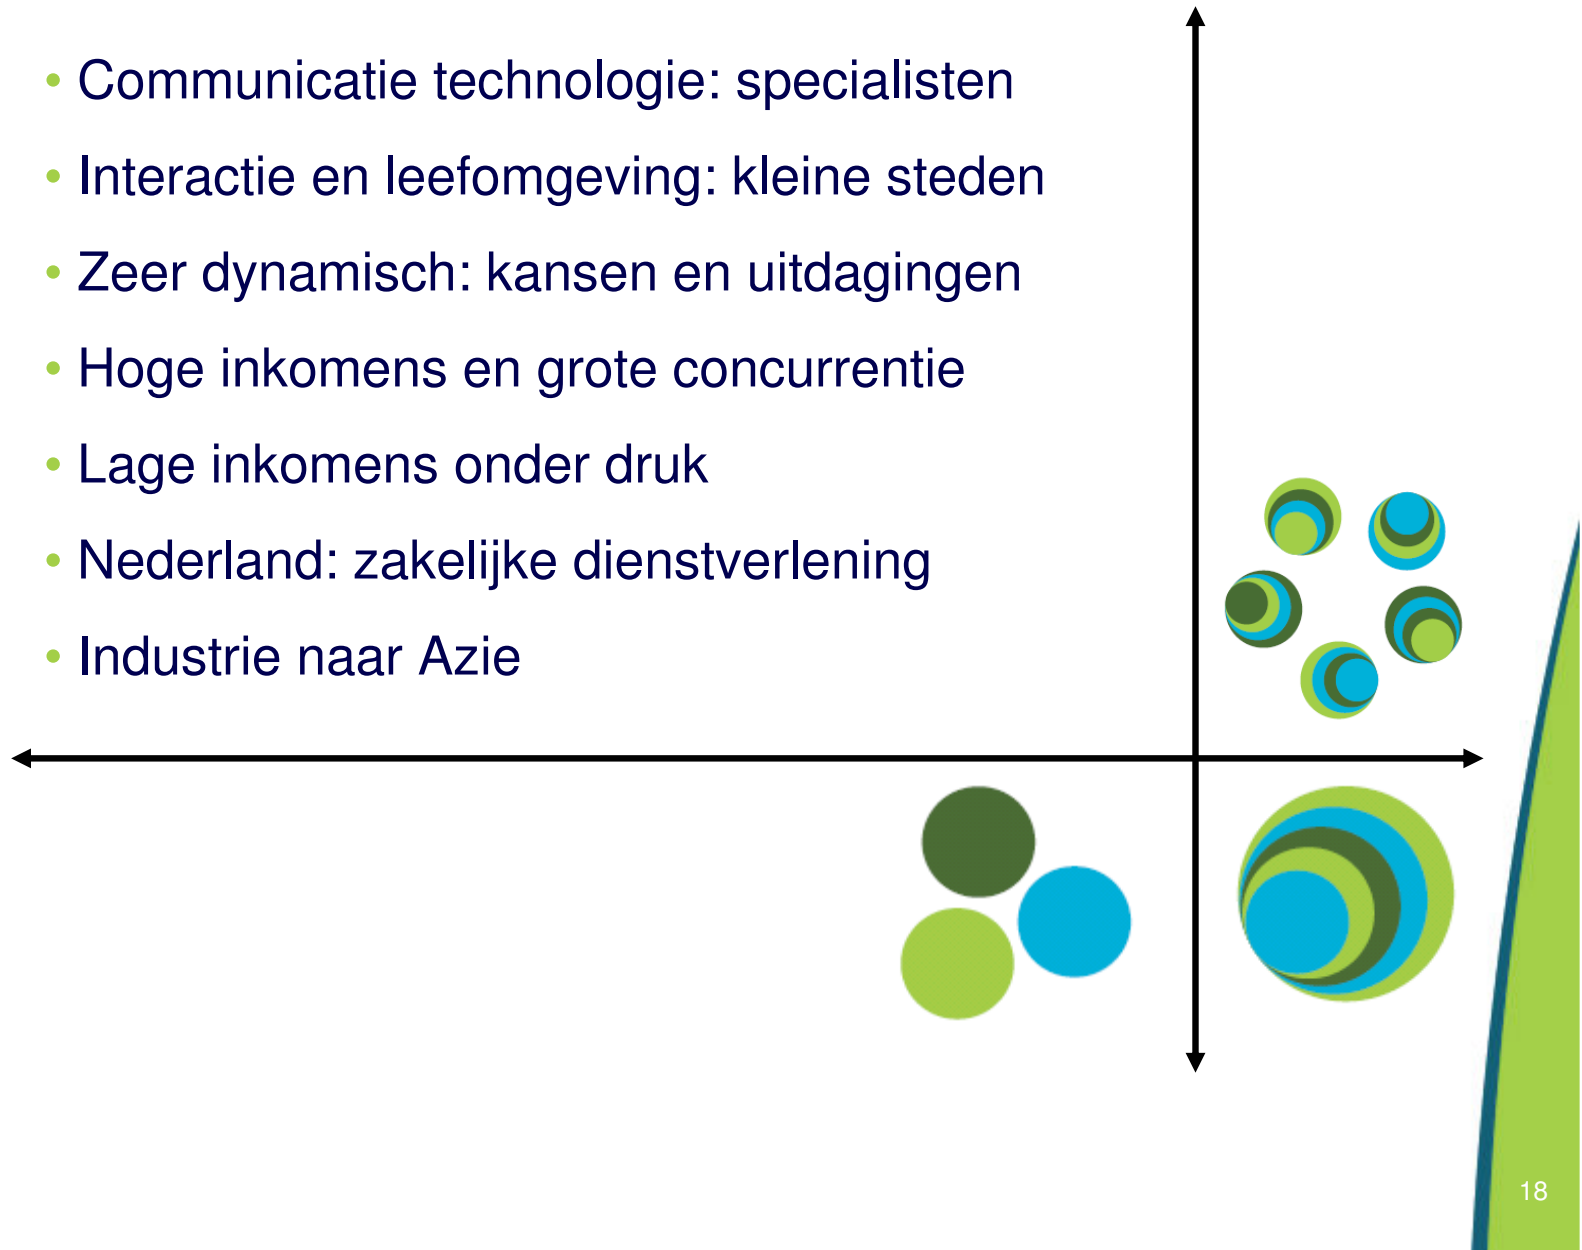 • Communicatie technologie: specialisten
• Interactie en leefomgeving: kleine steden
• Zeer dynamisch: kansen en uitdagingen
• Hoge inkomens en grote concurrentie
• Lage inkomens onder druk
• Nederland: zakelijke dienstverlening
• Industrie naar Azie
18